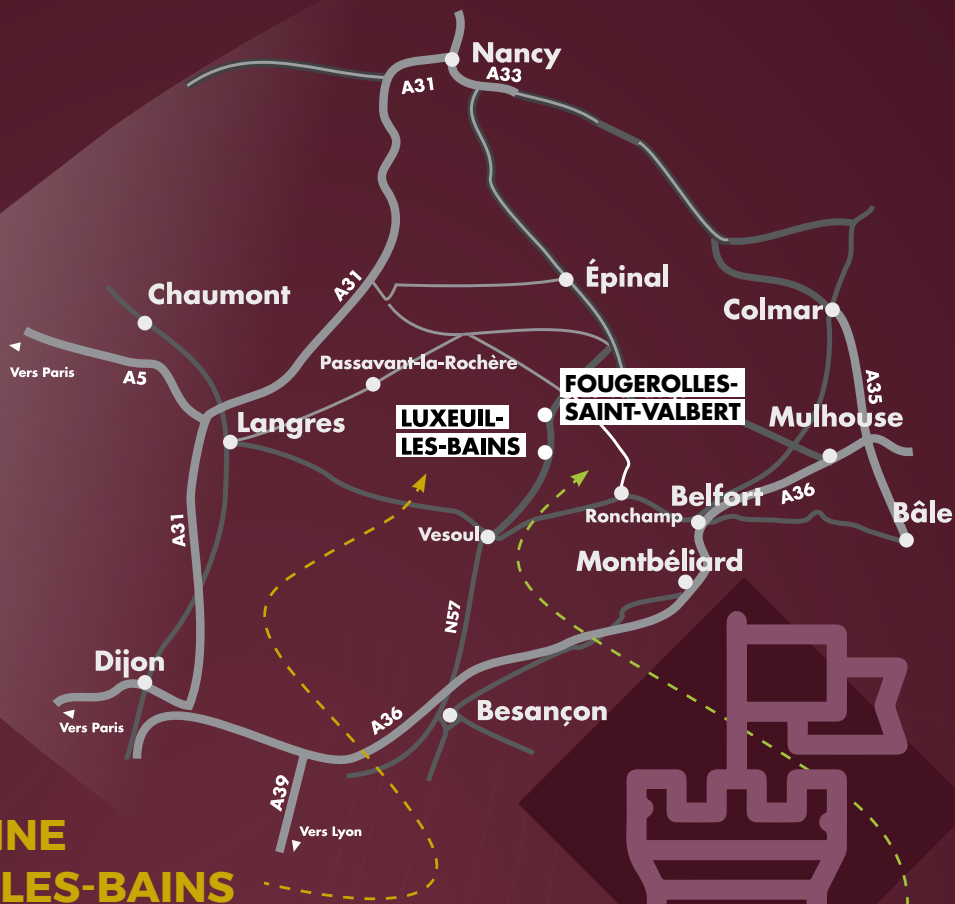 Nancy
A33
A31
Épinal
A31
Chaumont
Colmar
Vers Paris
A5
Passavant-la-Rochère
FOUGEROLLES-
SAINT-VALBERT
A35
LUXEUIL-
LES-BAINS
Mulhouse
Langres
Belfort
A36
Ronchamp
Bâle
A31
Vesoul
Montbéliard
N57
Dijon
Vers Paris
A36
Besançon
A39
Vers Lyon
INE
LES-BAINS